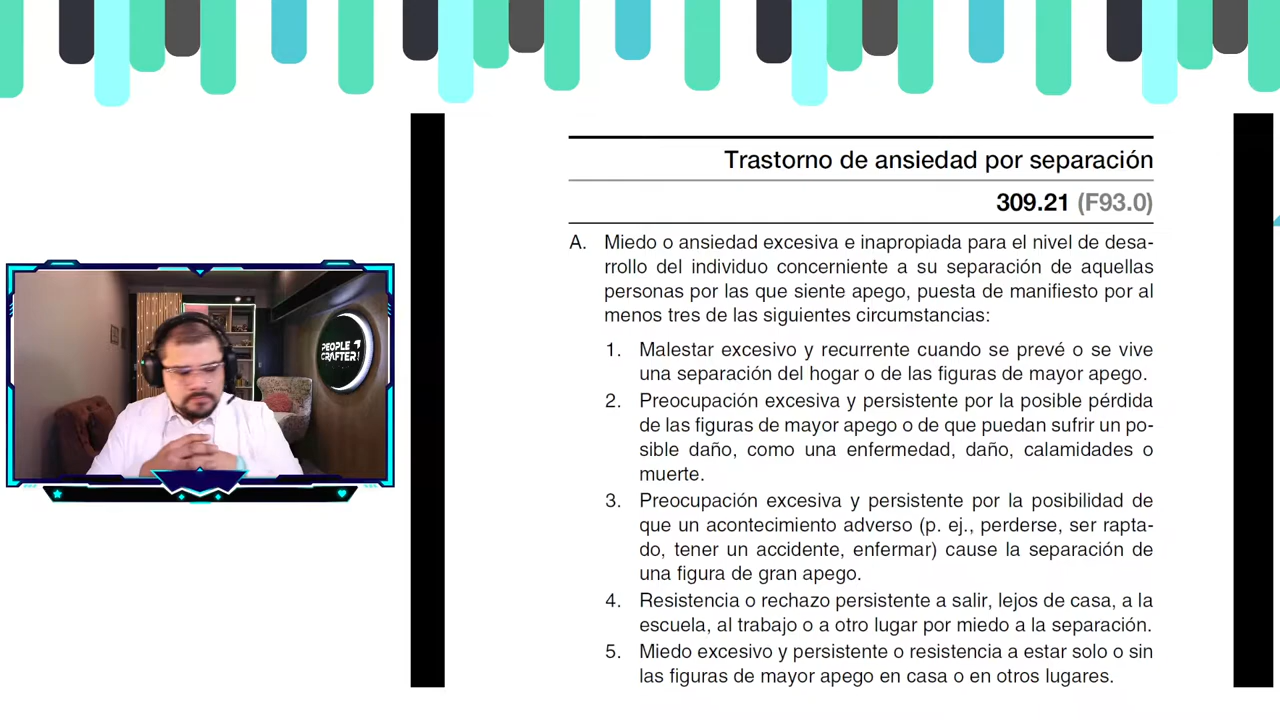 Trastorno de ansiedad por separación
309.21 (F93.0)
A. Miedo o ansiedad excesiva e inapropiada para el nivel de desa-
rrollo del individuo concerniente a su separación de aquellas
personas por las que siente apego, puesta de manifiesto por al
menos tres de las siguientes circunstancias:
1. Malestar excesivo y recurrente cuando se prevé o se vive
una separación del hogar o de las figuras de mayor apego.
2. Preocupación excesiva y persistente por la posible pérdida
de las figuras de mayor apego o de que puedan sufrir un po-
sible daño, como una enfermedad, daño, calamidades o
muerte.
3. Preocupación excesiva y persistente por la posibilidad de
que un acontecimiento adverso (p. ej., perderse, ser rapta-
do, tener un accidente, enfermar) cause la separación de
una figura de gran apego.
4. Resistencia o rechazo persistente a salir, lejos de casa, a la
escuela, al trabajo o a otro lugar por miedo a la separación.
5. Miedo excesivo y persistente o resistencia a estar solo o sin
las figuras de mayor apego en casa o en otros lugares.
PEOPLE
CRAFTER!